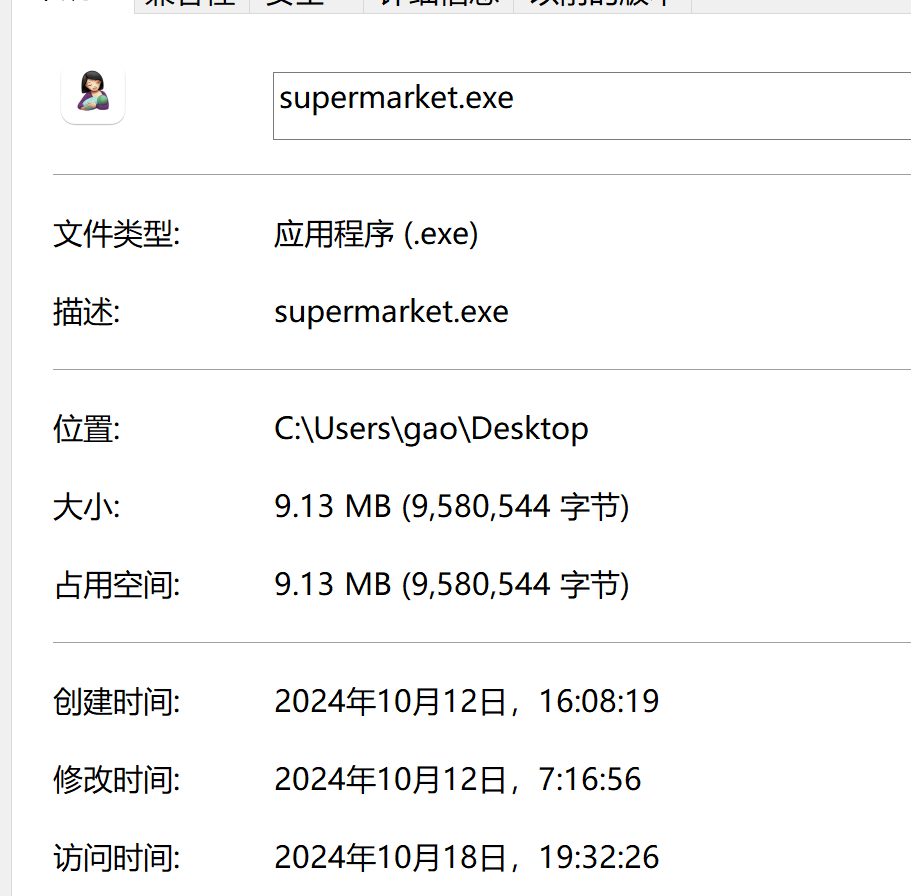 supermarket.exe
文件类型: 应用程序 (.exe)
描述: supermarket.exe
位置: C:\Users\gao\Desktop
大小: 9.13 MB (9,580,544 字节)
占用空间: 9.13 MB (9,580,544 字节)
创建时间: 2024年10月12日，16:08:19
修改时间: 2024年10月12日，7:16:56
访问时间: 2024年10月18日，19:32:26